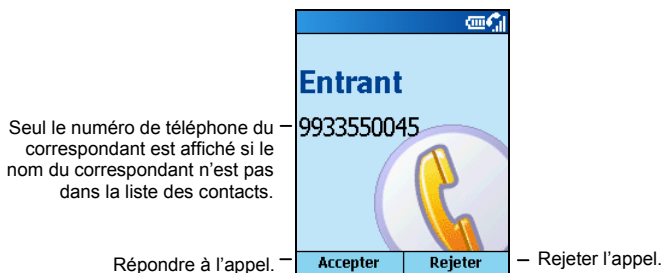 Entrant
9933550045
Seul le numéro de téléphone du
correspondant est affiché si le
nom du correspondant n'est pas
dans la liste des contacts.
Répondre à l'appel.
Accepter
Rejeter
Rejeter l'appel.